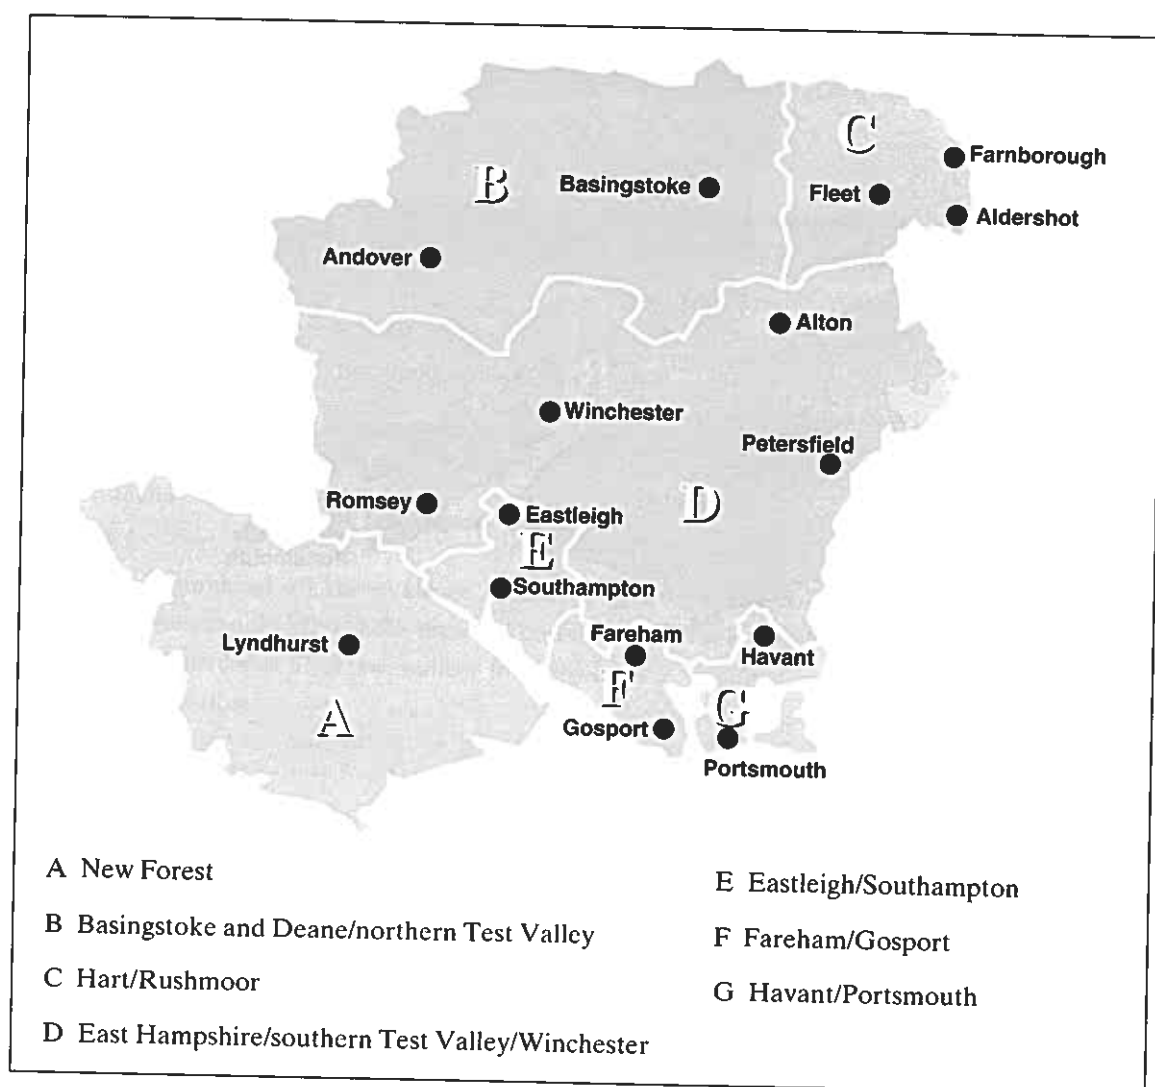 C
Farnborough
B
Basingstoke
Fleet
Aldershot
Andover
Alton
Winchester
Petersfield
Romsey
Eastleigh
D
E
Southampton
Fareham
Lyndhurst
Havant
F
G
A
Gosport
Portsmouth
A New Forest
B Basingstoke and Deane/northern Test Valley
C Hart/Rushmoor
D East Hampshire/southern Test Valley/Winchester
E Eastleigh/Southampton
F Fareham/Gosport
G Havant/Portsmouth